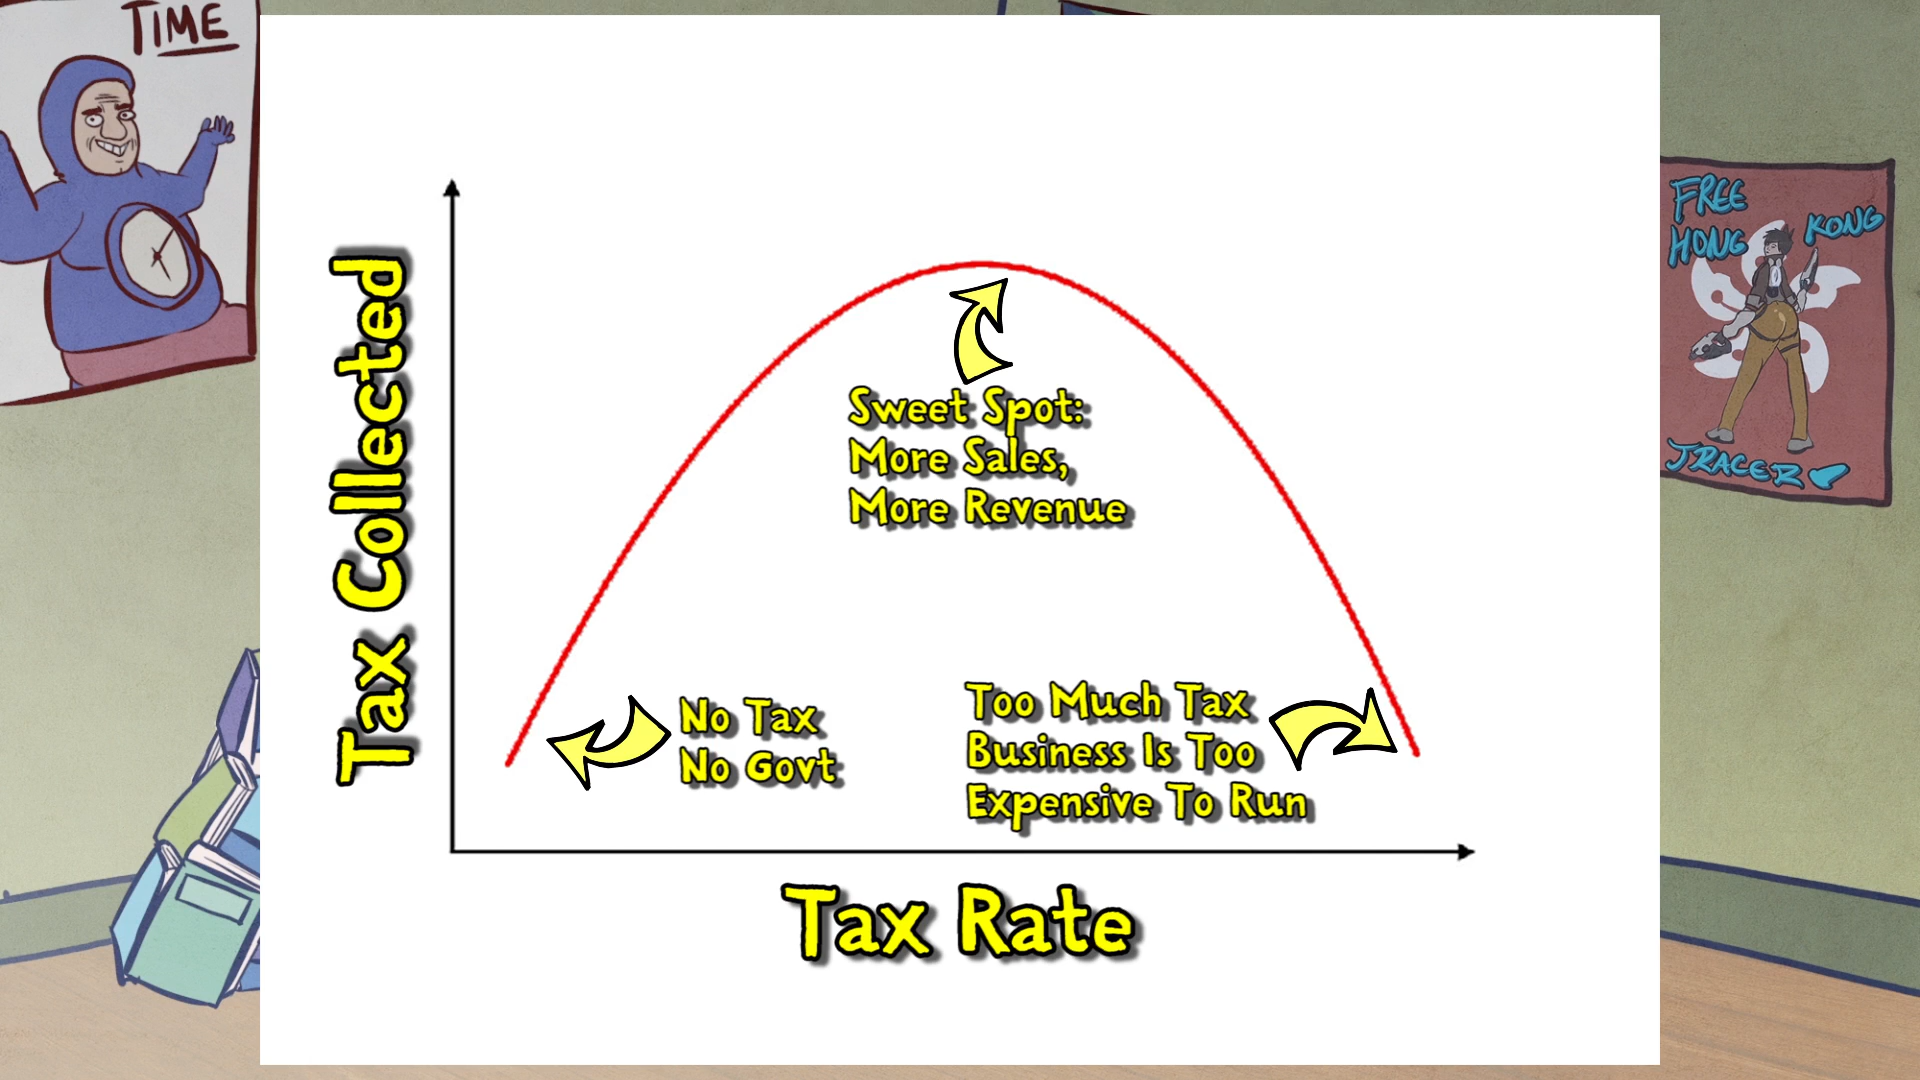 TIME
FREE
HONG KONG
TRACER
Tax Collected
Sweet Spot:
More Sales,
More Revenue
No Tax
No Govt
Too Much Tax
Business Is Too
Expensive To Run
Tax Rate